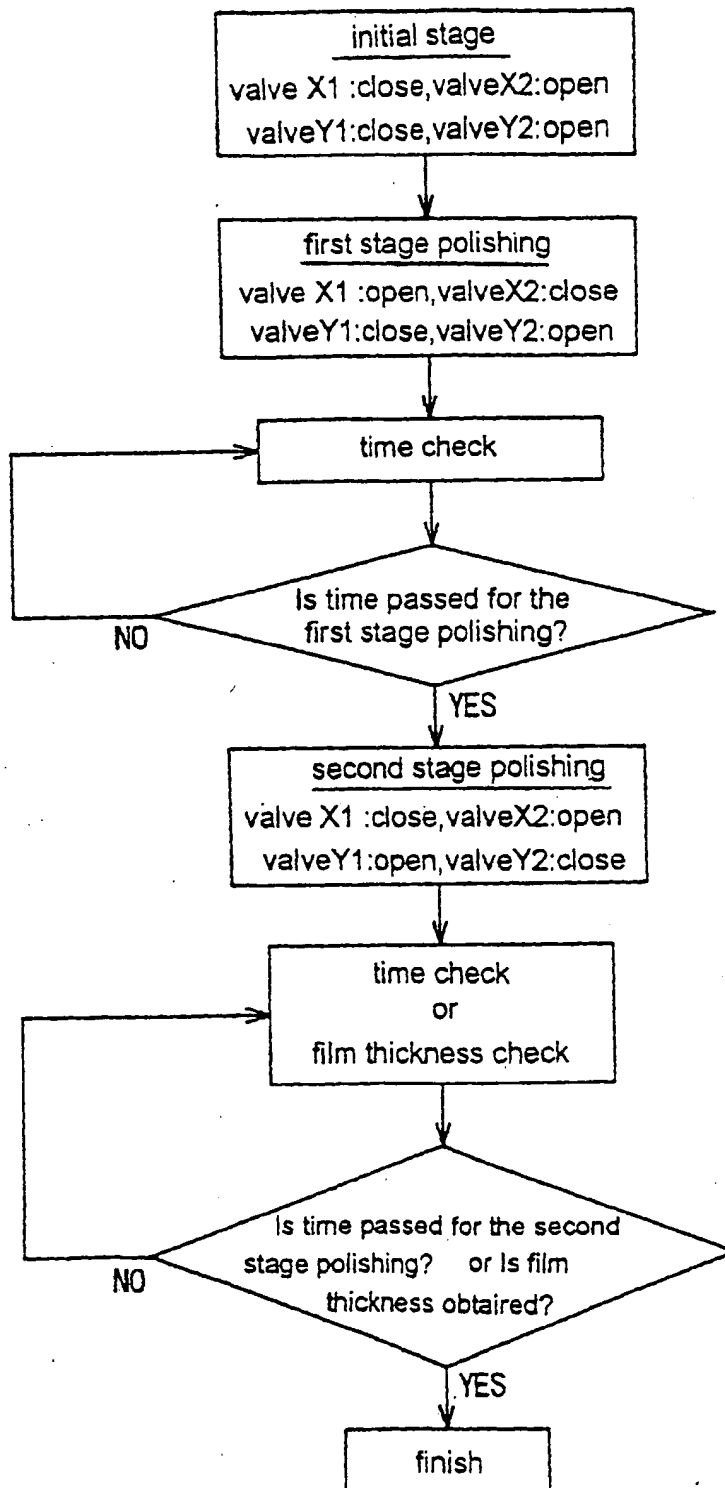 initial stage
valve X1 :close,valveX2:open
valveY1:close,valveY2:open
first stage polishing
valve X1 :open,valveX2:close
valveY1:close,valveY2:open
time check
Is time passed for the
first stage polishing?
NO
YES
second stage polishing
valve X1 :close,valveX2:open
valveY1:open,valveY2:close
time check
or
film thickness check
Is time passed for the second
stage polishing? or Is film
thickness obtaired?
NO
YES
finish